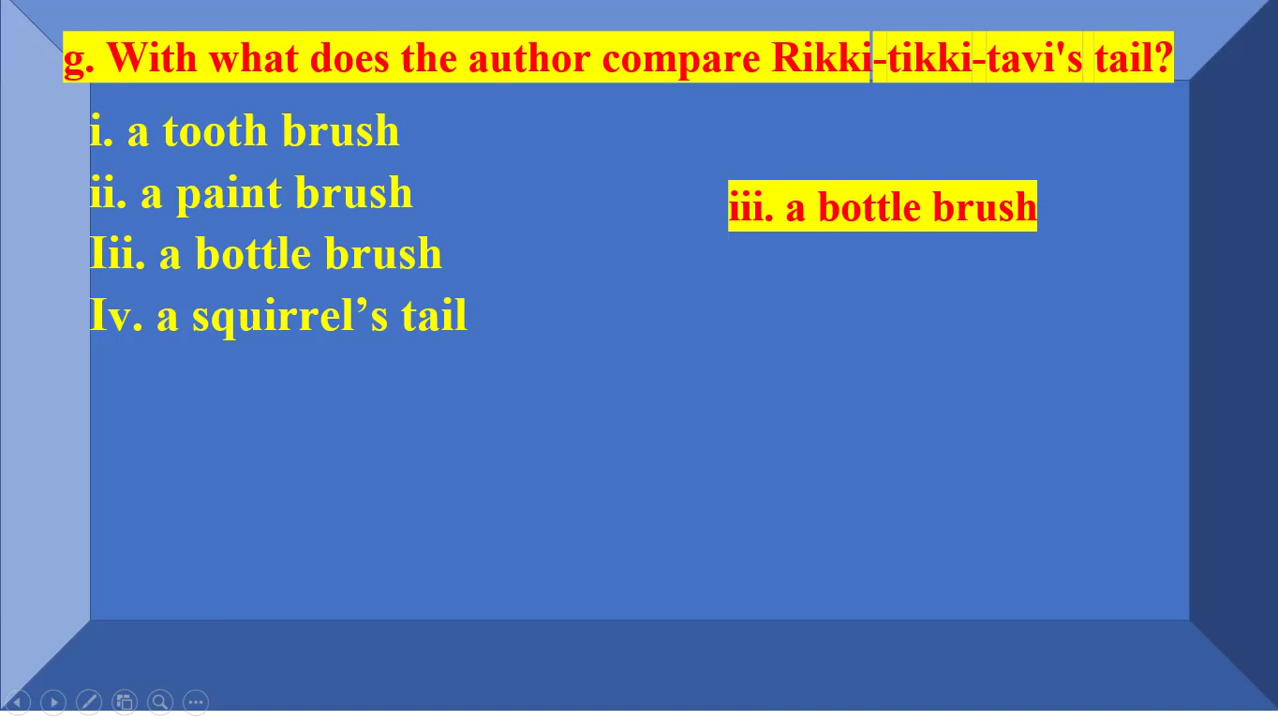 g. With what does the author compare Rikki-tikki-tavi's tail?
i. a tooth brush
ii. a paint brush
Iii. a bottle brush
Iv. a squirrel’s tail
iii. a bottle brush